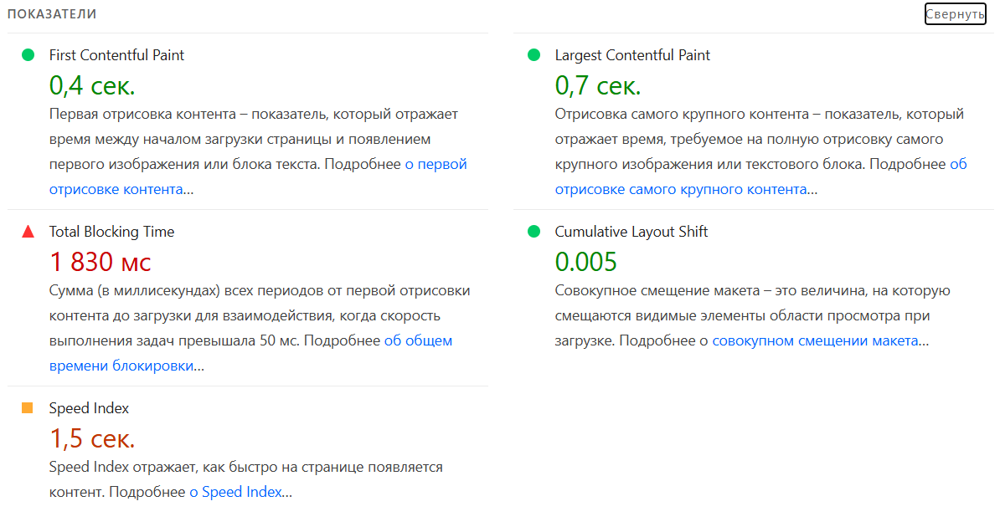 ПОКАЗАТЕЛИ
Свернуть
First Contentful Paint
0,4 сек.
Первая отрисовка контента – показатель, который отражает
время между началом загрузки страницы и появлением
первого изображения или блока текста. Подробнее о первой
отрисовке контента...
Largest Contentful Paint
0,7 сек.
Отрисовка самого крупного контента – показатель, который
отражает время, требуемое на полную отрисовку самого
крупного изображения или текстового блока. Подробнее об
отрисовке самого крупного контента...
Total Blocking Time
1 830 мс
Сумма (в миллисекундах) всех периодов от первой отрисовки
контента до загрузки для взаимодействия, когда скорость
выполнения задач превышала 50 мс. Подробнее об общем
времени блокировки...
Cumulative Layout Shift
0.005
Совокупное смещение макета – это величина, на которую
смещаются видимые элементы области просмотра при
загрузке. Подробнее о совокупном смещении макета...
Speed Index
1,5 сек.
Speed Index отражает, как быстро на странице появляется
контент. Подробнее о Speed Index...